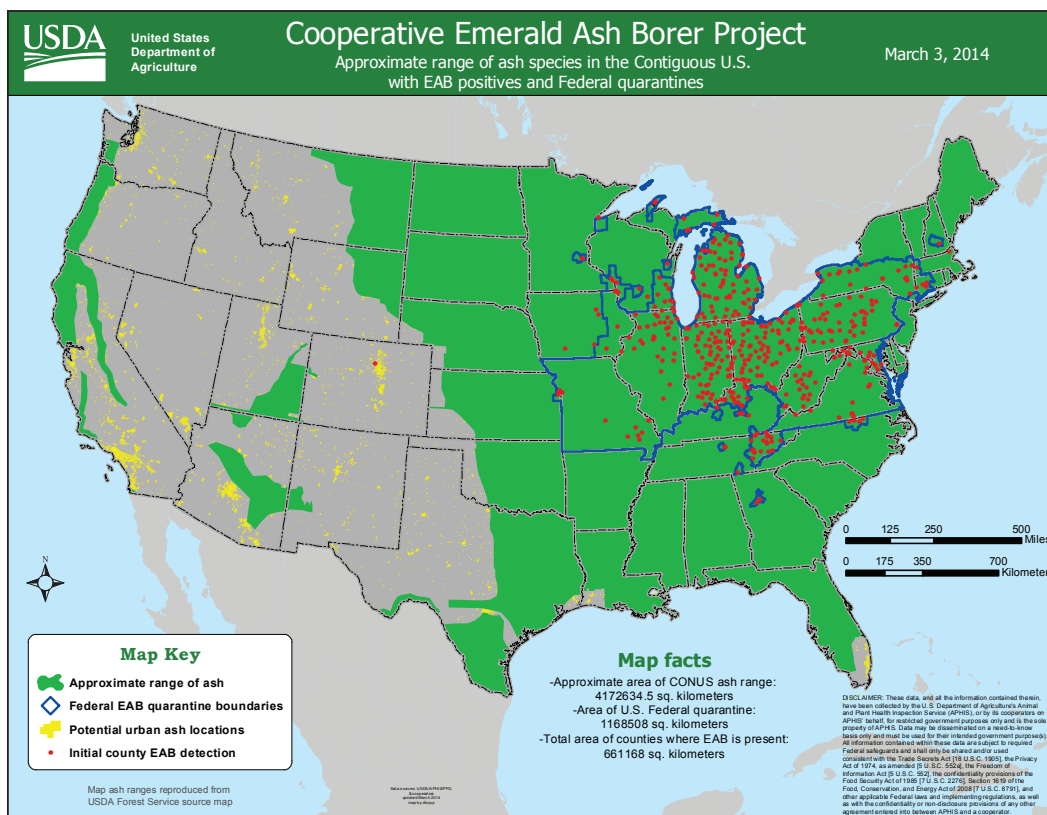 USDA
United States
Department of
Agriculture
Cooperative Emerald Ash Borer Project
Approximate range of ash species in the Contiguous U.S.
with EAB positives and Federal quarantines
March 3, 2014
N
0 125 250 500
Miles
0 175 350 700
Kilometer
Map Key
Approximate range of ash
Federal EAB quarantine boundaries
Potential urban ash locations
Initial county EAB detection
Map ash ranges reproduced from
USDA Forest Service source map
Map facts
-Approximate area of CONUS ash range:
4172634.5 sq. kilometers
-Area of U.S. Federal quarantine:
1168508 sq. kilometers
-Total area of counties where EAB is present:
661168 sq. kilometers
DISCLAIMER: These data, and all the information contained therein,
have been collected by the U.S. Department of Agriculture's Animal
and Plant Health Inspection Service (APHIS), or by its cooperators on
APHIS' behalf, for restricted government purposes only and is the sole
property of APHIS. Data may be disseminated on a need-to-know
basis only and must be used for their intended government purpose(s).
All information contained within these data are subject to required
Federal safeguards and shall only be shared and/or used
consistent with the Trade Secrets Act [18 U.S.C. 1905], the Privacy
Act of 1974, as amended [5 U.S.C. 552a], the Freedom of
Information Act [5 U.S.C. 552], the confidentiality provisions of the
Food Security Act of 1985 [7 U.S.C. 2276], Section 1619 of the
Food, Conservation, and Energy Act of 2008 [7 U.S.C. 8791], and
other applicable Federal laws and implementing regulations, as well
as with the confidentiality or non-disclosure provisions of any other
agreement entered into between APHIS and a cooperator.